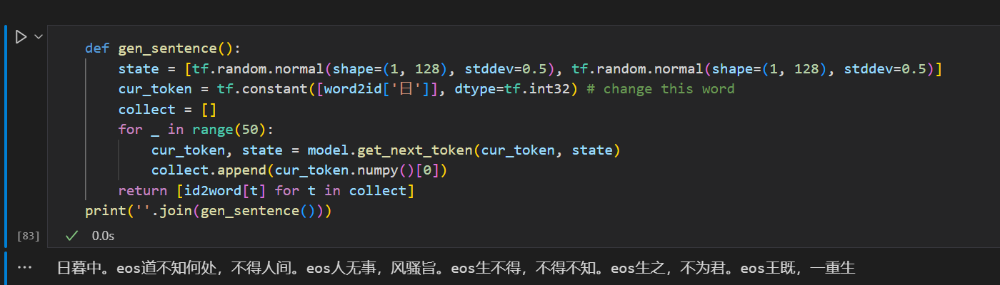 def gen_sentence():
    state = [tf.random.normal(shape=(1, 128), stddev=0.5), tf.random.normal(shape=(1, 128), stddev=0.5)]
    cur_token = tf.constant([word2id['日']], dtype=tf.int32) # change this word
    collect = []
    for _ in range(50):
        cur_token, state = model.get_next_token(cur_token, state)
        collect.append(cur_token.numpy()[0])
    return [id2word[t] for t in collect]
print(''.join(gen_sentence()))
[83] 0.0s
日暮中。eos道不知何处，不得人间。eos人无事，风骚旨。eos生不得，不得不知。eos生之，不为君。eos王既，一重生